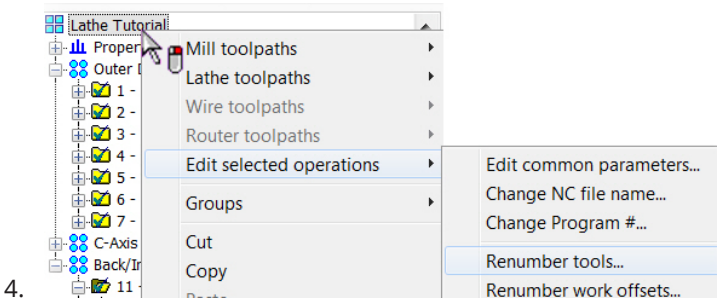 Lathe Tutorial
Proper
Outer
1 -
2 -
3 -
4 -
5 -
6 -
7 -
C-Axis
Back/In
11 -
Mill toolpaths
Lathe toolpaths
Wire toolpaths
Router toolpaths
Edit selected operations
Groups
Cut
Copy
Edit common parameters...
Change NC file name...
Change Program #...
Renumber tools...
Renumber work offsets...
4.